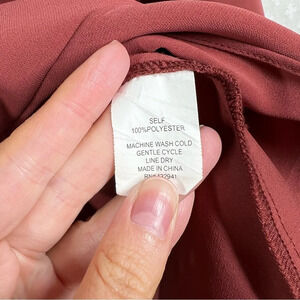 SELF
100%POLYESTER
MACHINE WASH COLD
GENTLE CYCLE
LINE DRY
MADE IN CHINA